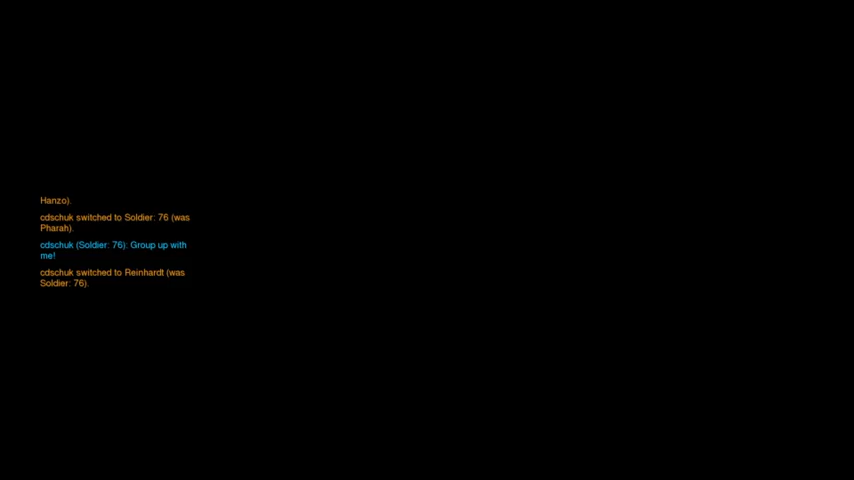 Hanzo).
cdschuk switched to Soldier: 76 (was
Pharah).
cdschuk (Soldier: 76): Group up with
me!
cdschuk switched to Reinhardt (was
Soldier: 76).